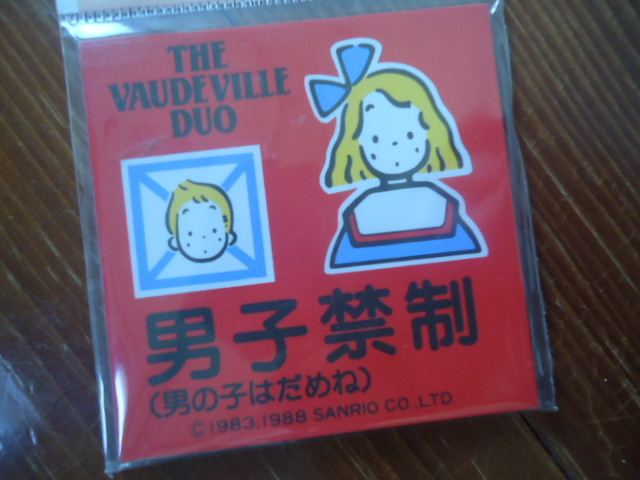 THE
VAUDEVILLE
DUO
男子禁制
(男の子はだめね)
©1983,1988 SANRIO CO.,LTD.